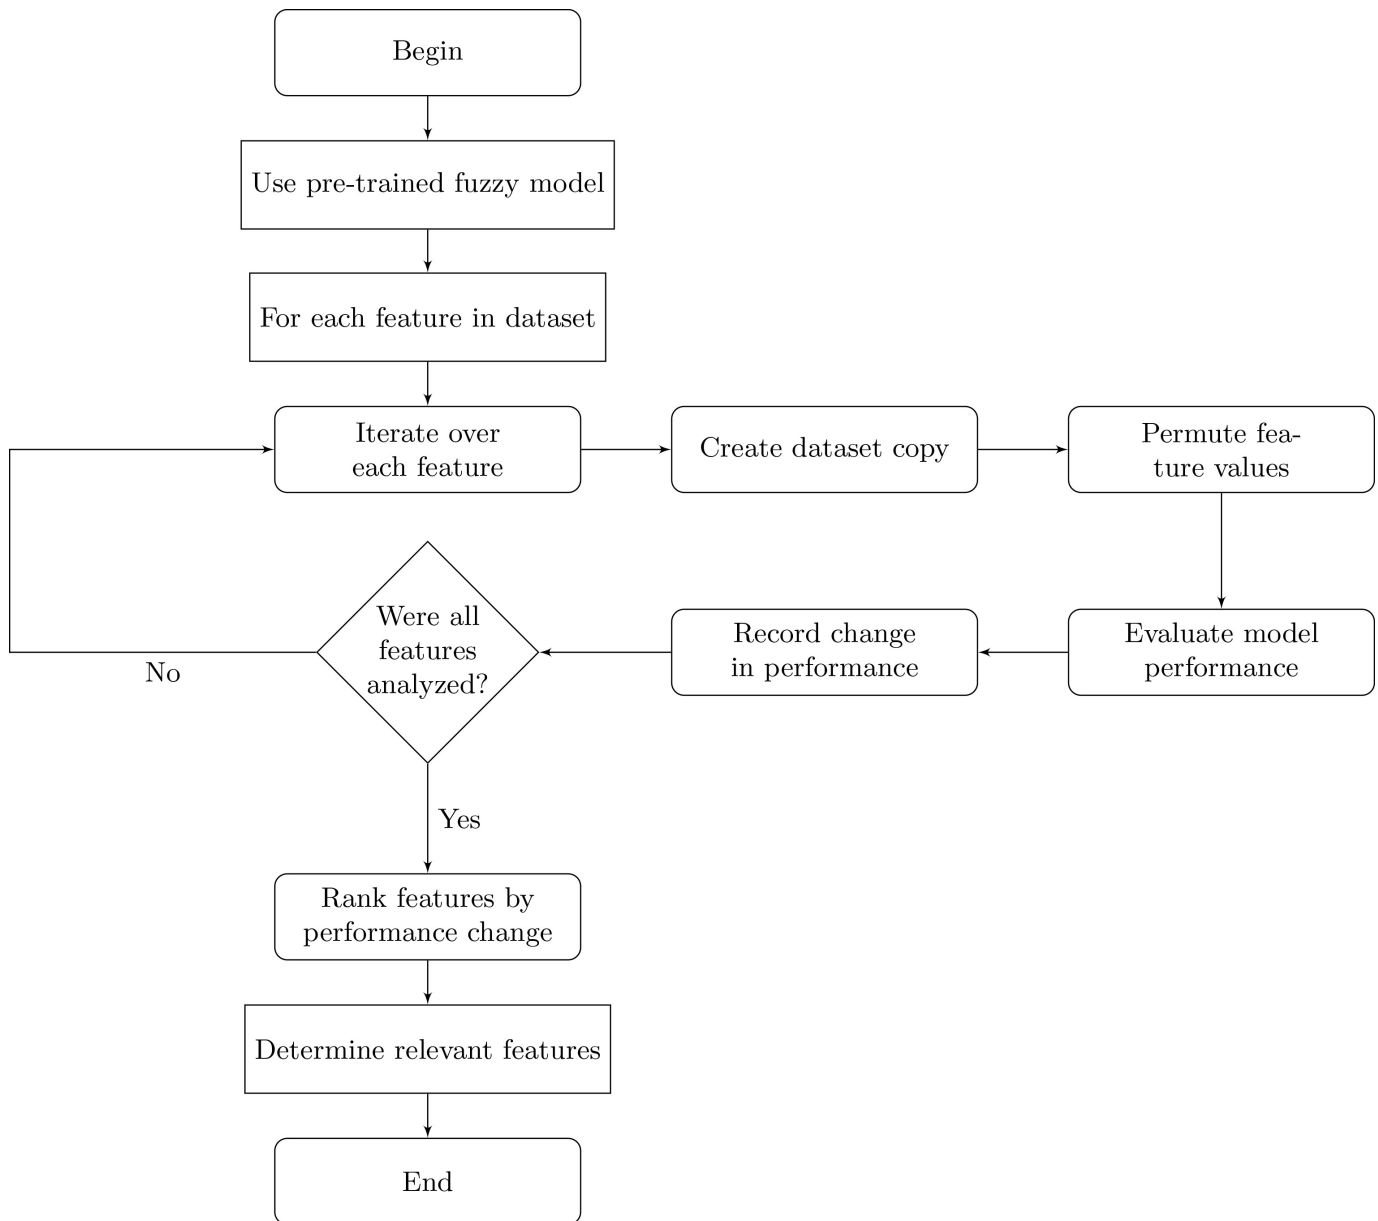 Begin
Use pre-trained fuzzy model
For each feature in dataset
Iterate over
each feature
Create dataset copy
Permute fea-
ture values
Were all
features
analyzed?
Record change
in performance
Evaluate model
performance
No
Yes
Rank features by
performance change
Determine relevant features
End